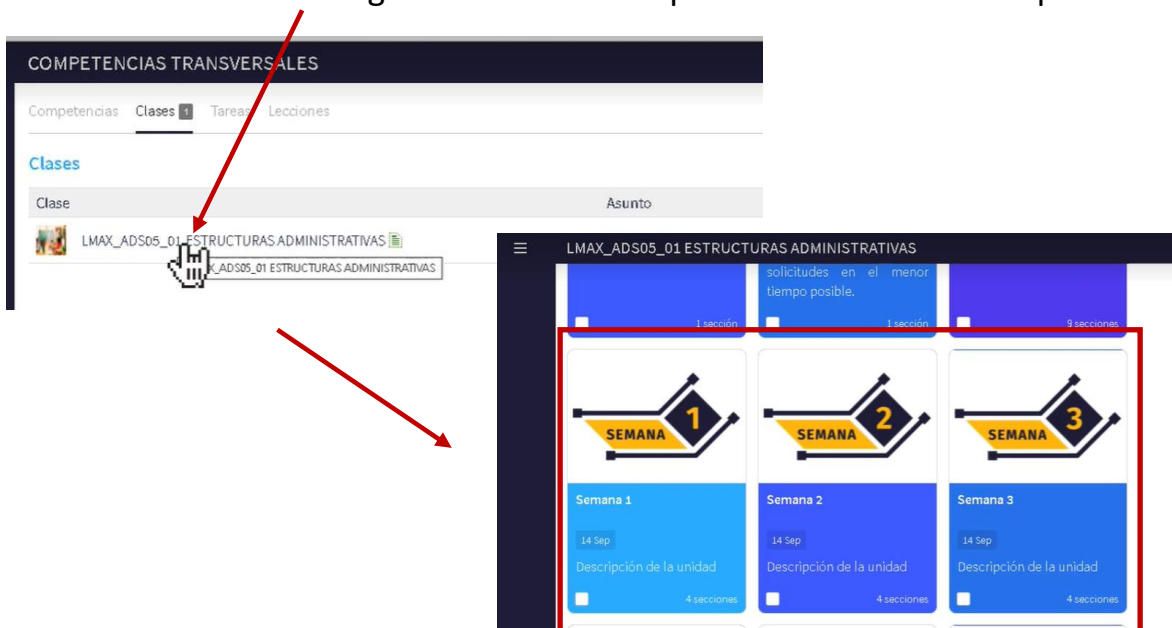 COMPETENCIAS TRANSVERSALES
Competencias Clases 1 Tareas Lecciones
Clases
Clase Asunto
LMAX_ADS05_01 ESTRUCTURAS ADMINISTRATIVAS
X_ADS05_01 ESTRUCTURAS ADMINISTRATIVAS
LMAX_ADS05_01 ESTRUCTURAS ADMINISTRATIVAS
solicitudes en el menor
tiempo posible.
1 sección 1 sección 9 secciones
SEMANA 1 SEMANA 2 SEMANA 3
Semana 1 Semana 2 Semana 3
14 Sep 14 Sep 14 Sep
Descripción de la unidad Descripción de la unidad Descripción de la unidad
4 secciones 4 secciones 4 secciones